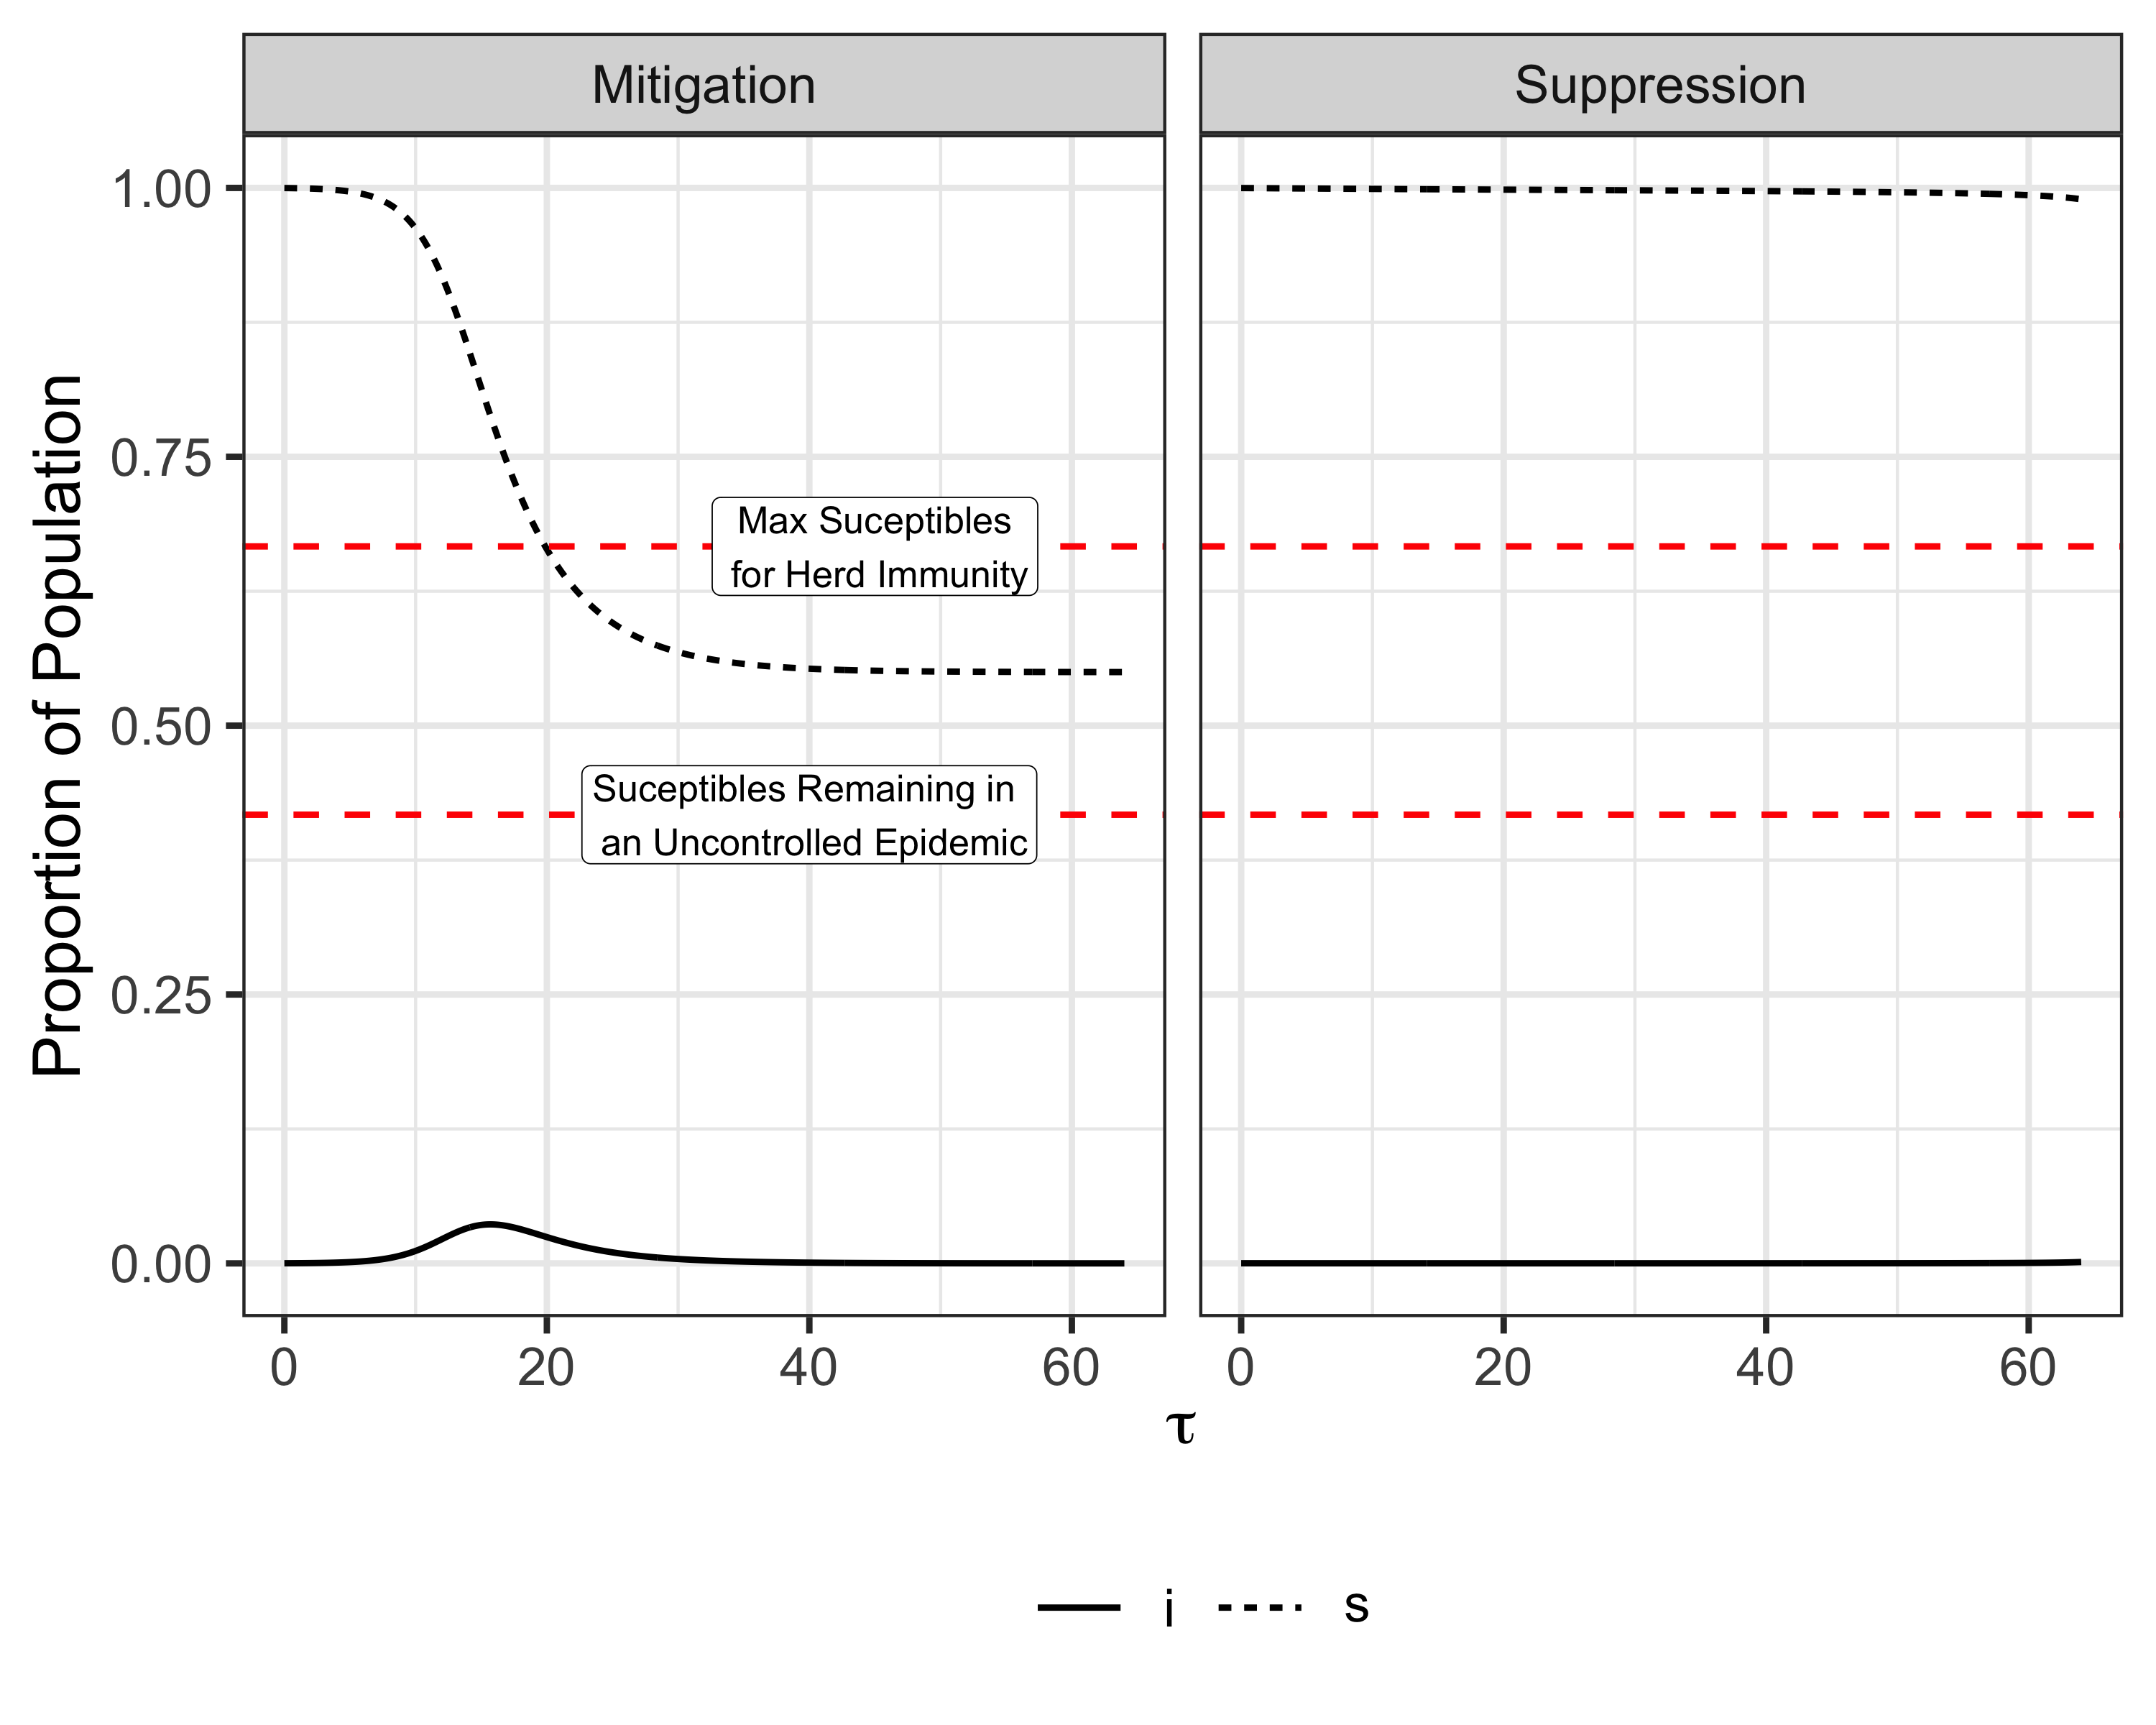 Mitigation
Suppression
Proportion of Population
1.00
0.75
0.50
0.25
0.00
Max Suceptibles
for Herd Immunity
Suceptibles Remaining in
an Uncontrolled Epidemic
0 20 40 60
0 20 40 60
τ
i s